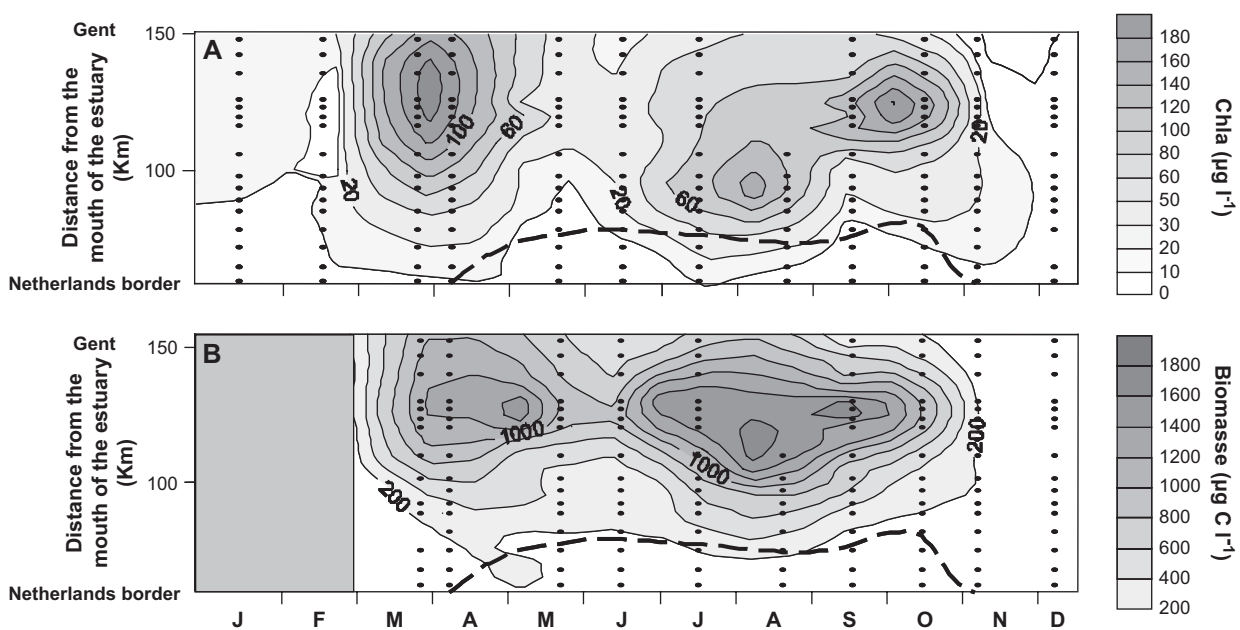 Gent
150
A
Distance from the
mouth of the estuary
(Km)
100
Netherlands border
20
100
60
20
60
20
180
160
140
120
100
80
60
50
30
20
10
0
Chla (µg l-1)
Gent
150
B
Distance from the
mouth of the estuary
(Km)
100
Netherlands border
200
1000
1000
200
1800
1600
1400
1200
1000
800
600
400
200
Biomasse (µg C l-1)
J F M A M J J A S O N D